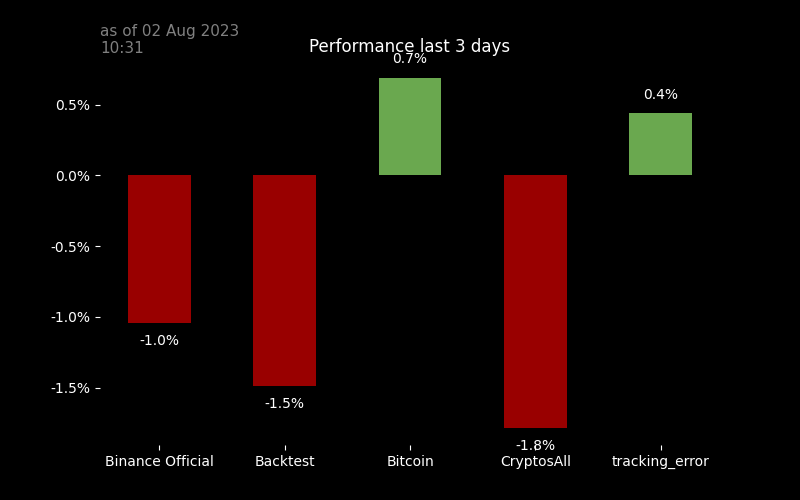 as of 02 Aug 2023
10:31
Performance last 3 days
0.7%
0.4%
0.5%
0.0%
-0.5%
-1.0%
-1.5%
-1.0%
-1.5%
-1.8%
Binance Official
Backtest
Bitcoin
CryptosAll
tracking_error